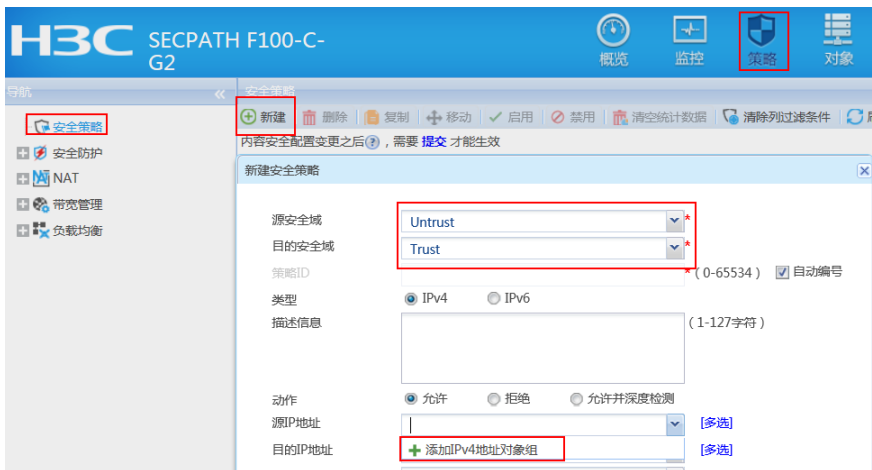 H3C SECPATH F100-C-G2
概览 监控 策略 对象
导航 « 安全策略
新建 删除 复制 移动 启用 禁用 清空统计数据 清除列过滤条件
安全策略
内容安全配置变更之后 ? ,需要 提交 才能生效
安全防护
新建安全策略
NAT
带宽管理
负载均衡
源安全域 Untrust *
目的安全域 Trust *
策略ID * ( 0-65534 ) 自动编号
类型 IPv4 IPv6
描述信息 ( 1-127字符 )
动作 允许 拒绝 允许并深度检测
源IP地址 [多选]
目的IP地址 添加IPv4地址对象组 [多选]